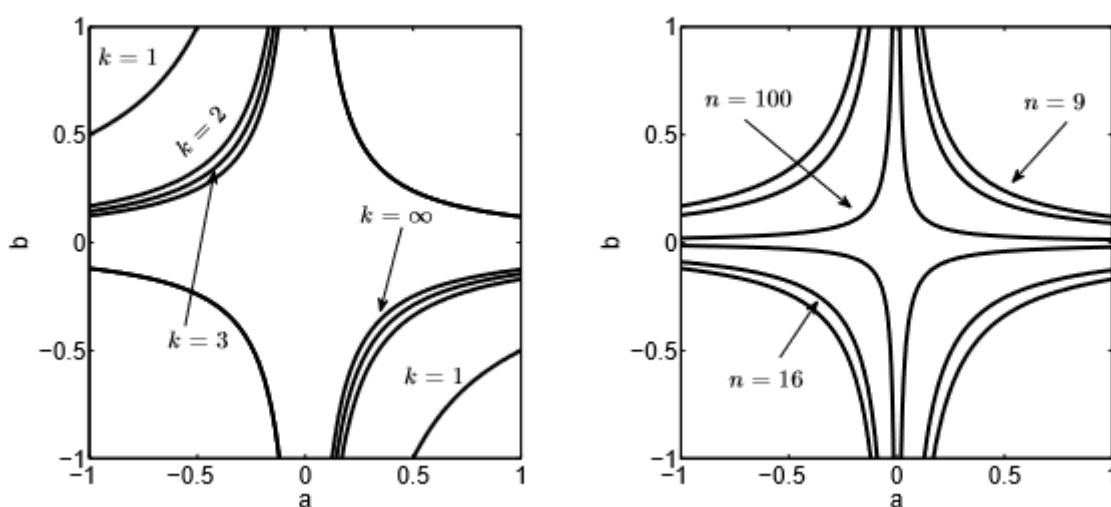 1
0.5
0
−0.5
−1
b
−1
−0.5
0
0.5
1
a
k = 1
k = 2
k = ∞
k = 3
k = 1
1
0.5
0
−0.5
−1
b
−1
−0.5
0
0.5
1
a
n = 100
n = 9
n = 16